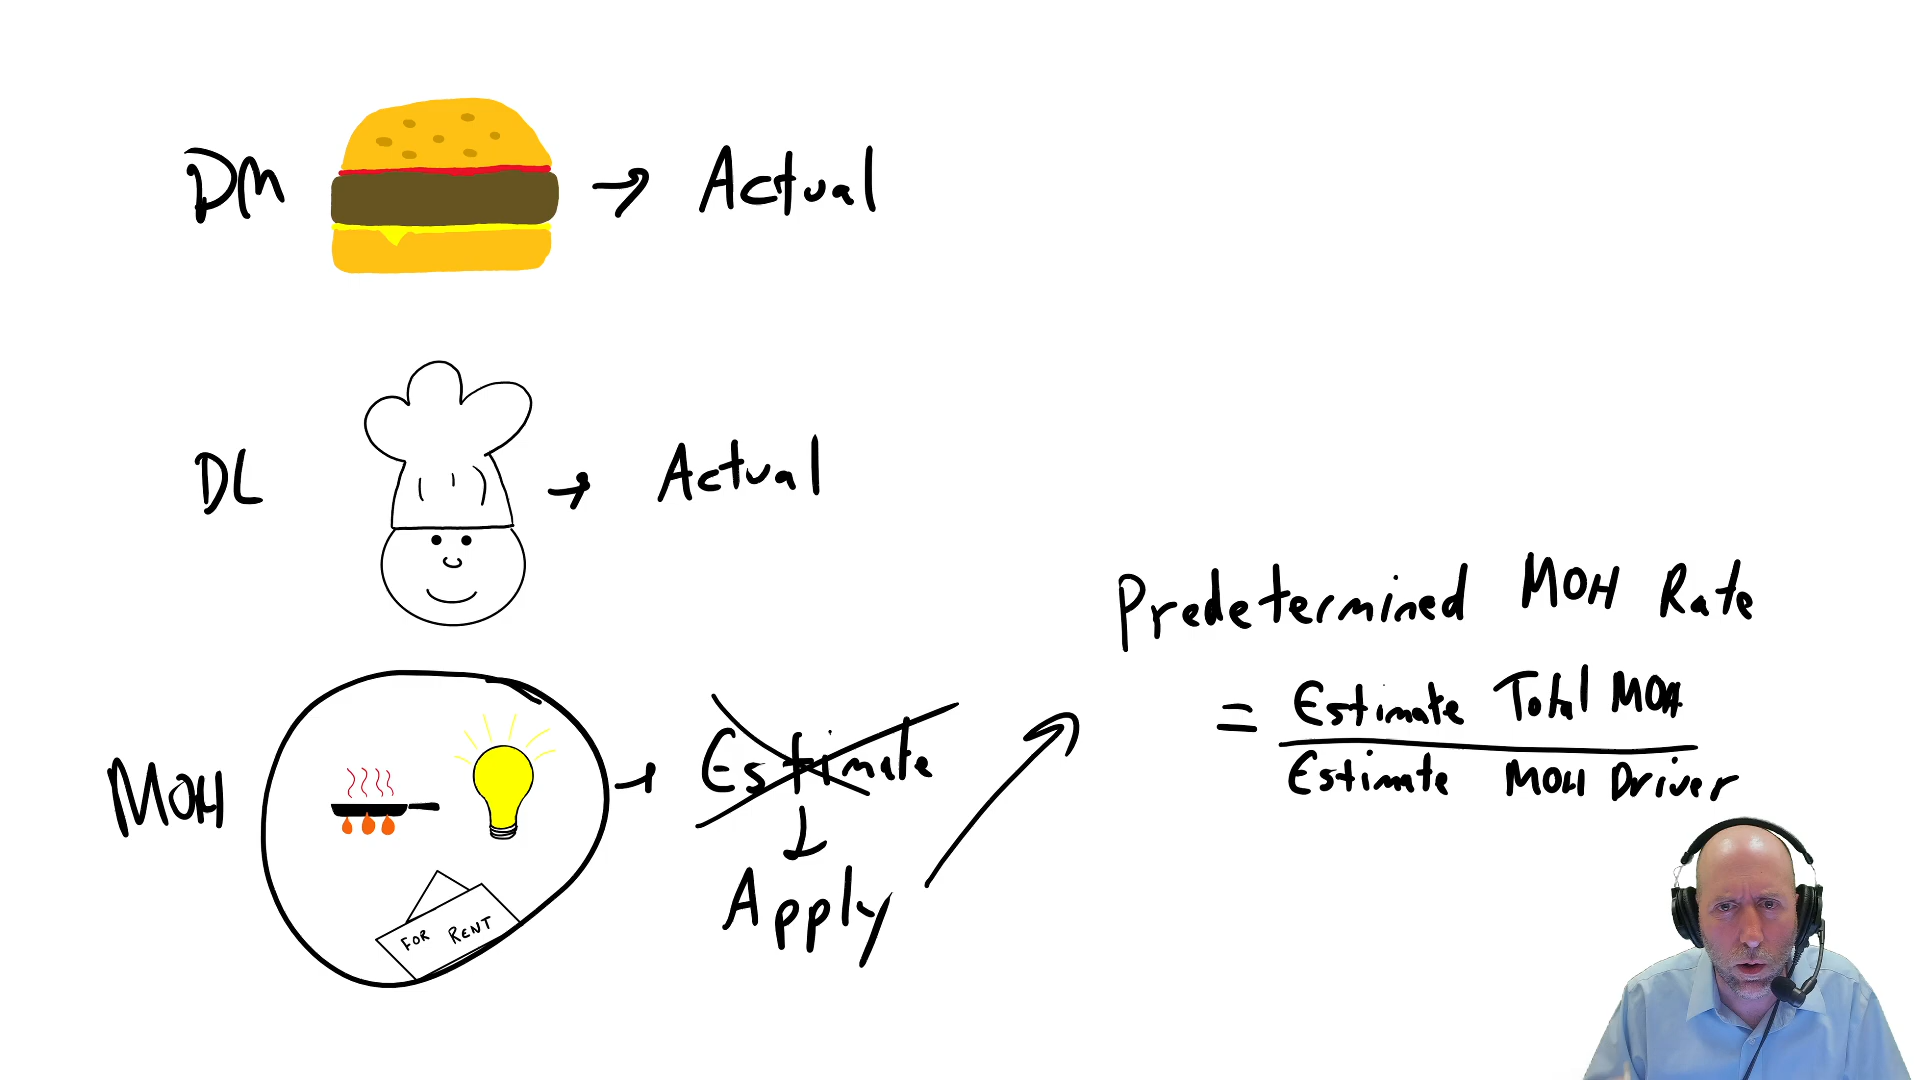 DM → Actual
DL → Actual
MOH → Estimate
↓
Apply
FOR RENT
Predetermined MOH Rate
= Estimate Total MOH
Estimate MOH Driver